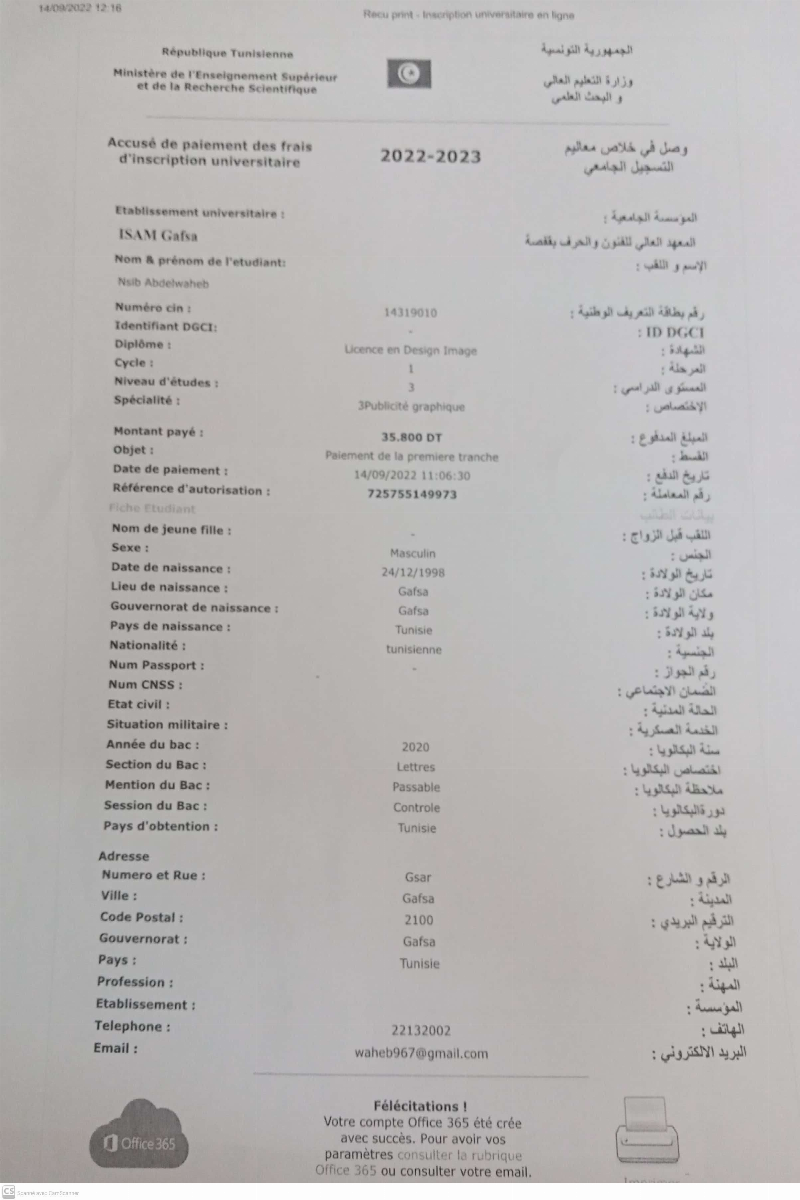 14/09/2022 12:16
Recu print - Inscription universitaire en ligne
République Tunisienne
الجمهورية التونسية
Ministère de l'Enseignement Supérieur
et de la Recherche Scientifique
وزارة التعليم العالي
و البحث العلمي
Accusé de paiement des frais
d'inscription universitaire
2022-2023
وصل في خلاص معاليم
التسجيل الجامعي
Etablissement universitaire :
المؤسسة الجامعية :
ISAM Gafsa
المعهد العالي للفنون والحرف بقفصة
Nom & prénom de l'etudiant:
الإسم و اللقب :
Nsib Abdelwaheb
Numéro cin : 14319010 رقم بطاقة التعريف الوطنية :
Identifiant DGCI: - ID DGCI :
Diplôme : Licence en Design Image الشهادة :
Cycle : 1 المرحلة :
Niveau d'études : 3 المستوى الدراسي :
Spécialité : 3Publicité graphique الإختصاص :
Montant payé : 35.800 DT المبلغ المدفوع :
Objet : Paiement de la premiere tranche القسط :
Date de paiement : 14/09/2022 11:06:30 تاريخ الدفع :
Référence d'autorisation : 725755149973 رقم المعاملة :
Fiche Etudiant بيانات الطالب
Nom de jeune fille : - اللقب قبل الزواج :
Sexe : Masculin الجنس :
Date de naissance : 24/12/1998 تاريخ الولادة :
Lieu de naissance : Gafsa مكان الولادة :
Gouvernorat de naissance : Gafsa ولاية الولادة :
Pays de naissance : Tunisie بلد الولادة :
Nationalité : tunisienne الجنسية :
Num Passport : - رقم الجواز :
Num CNSS : الضمان الاجتماعي :
Etat civil : الحالة المدنية :
Situation militaire : الخدمة العسكرية :
Année du bac : 2020 سنة البكالويا :
Section du Bac : Lettres اختصاص البكالويا :
Mention du Bac : Passable ملاحظة البكالويا :
Session du Bac : Controle دورةالبكالويا :
Pays d'obtention : Tunisie بلد الحصول :
Adresse
Numero et Rue : Gsar الرقم و الشارع :
Ville : Gafsa المدينة :
Code Postal : 2100 الترقيم البريدي :
Gouvernorat : Gafsa الولاية :
Pays : Tunisie البلد :
Profession : المهنة :
Etablissement : المؤسسة :
Telephone : 22132002 الهاتف :
Email : waheb967@gmail.com البريد الالكتروني :
Office 365
Félécitations !
Votre compte Office 365 été crée
avec succès. Pour avoir vos
paramètres consulter la rubrique
Office 365 ou consulter votre email.
Imprimer
CS Scanné avec CamScanner